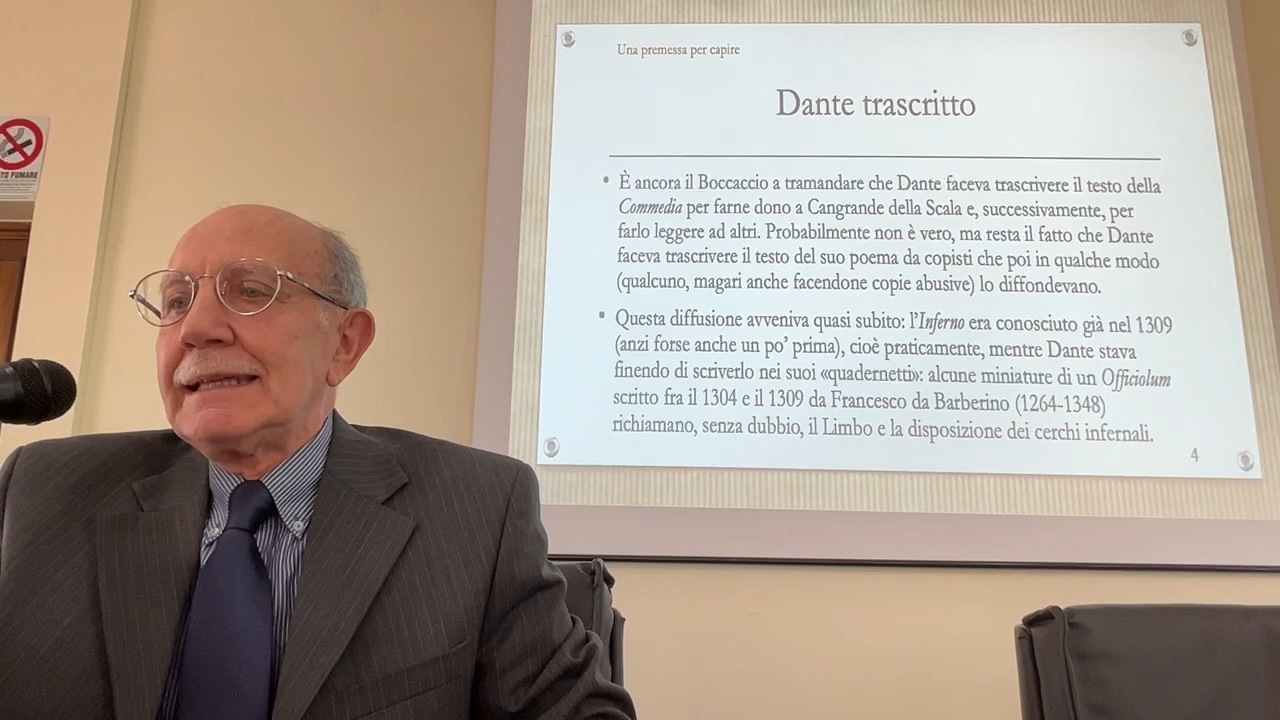 TO FUMARE
Una premessa per capire
Dante trascritto
• È ancora il Boccaccio a tramandare che Dante faceva trascrivere il testo della
Commedia per farne dono a Cangrande della Scala e, successivamente, per
farlo leggere ad altri. Probabilmente non è vero, ma resta il fatto che Dante
faceva trascrivere il testo del suo poema da copisti che poi in qualche modo
(qualcuno, magari anche facendone copie abusive) lo diffondevano.
• Questa diffusione avveniva quasi subito: l'Inferno era conosciuto già nel 1309
(anzi forse anche un po' prima), cioè praticamente, mentre Dante stava
finendo di scriverlo nei suoi «quadernetti»: alcune miniature di un Officiolum
scritto fra il 1304 e il 1309 da Francesco da Barberino (1264-1348)
richiamano, senza dubbio, il Limbo e la disposizione dei cerchi infernali.
4